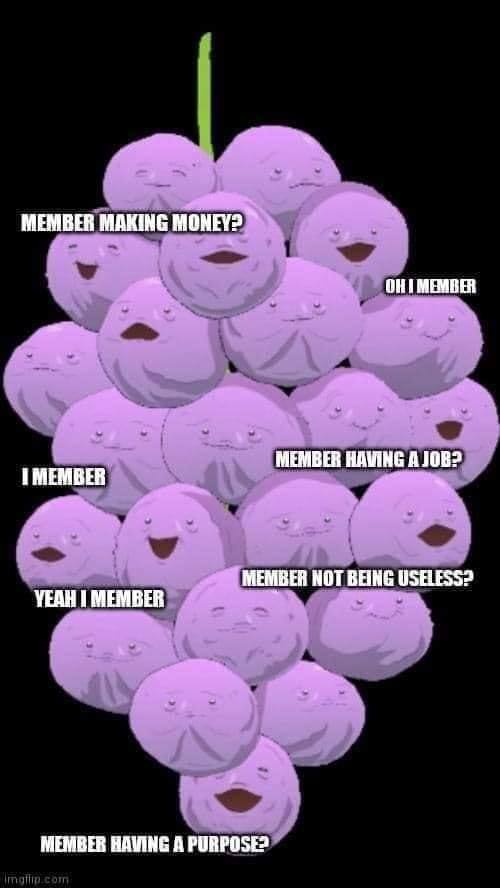 MEMBER MAKING MONEY?
OH I MEMBER
MEMBER HAVING A JOB?
I MEMBER
MEMBER NOT BEING USELESS?
YEAH I MEMBER
MEMBER HAVING A PURPOSE?
imgflip.com